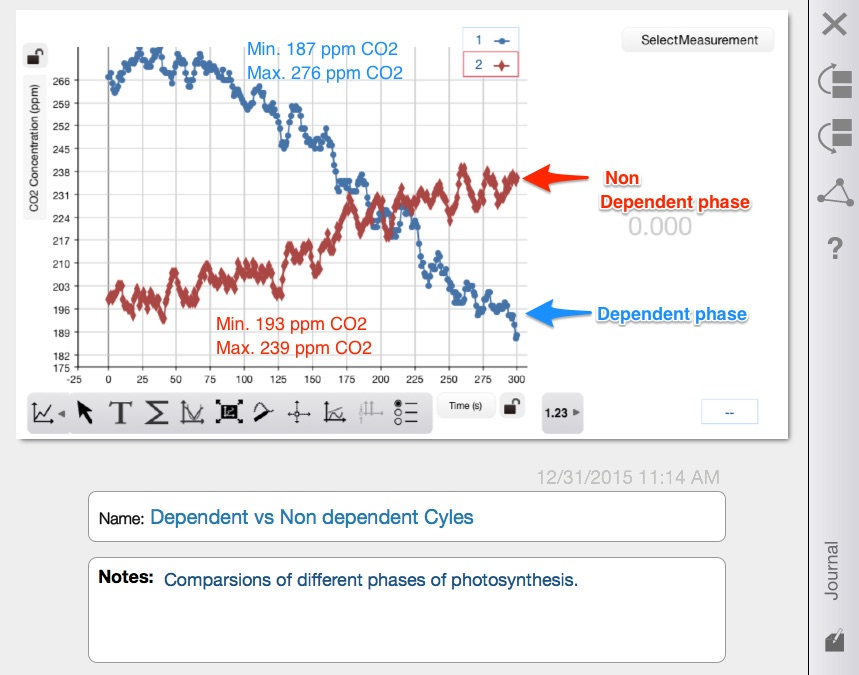 Min. 187 ppm CO2
Max. 276 ppm CO2
1
2
SelectMeasurement
CO2 Concentration (ppm)
266
259
252
245
238
231
224
217
210
203
196
189
182
175
Non
Dependent phase
0.000
Dependent phase
Min. 193 ppm CO2
Max. 239 ppm CO2
-25 0 25 50 75 100 125 150 175 200 225 250 275 300
T Σ
Time (s)
1.23
--
?
12/31/2015 11:14 AM
Name: Dependent vs Non dependent Cyles
Notes: Comparsions of different phases of photosynthesis.
Journal